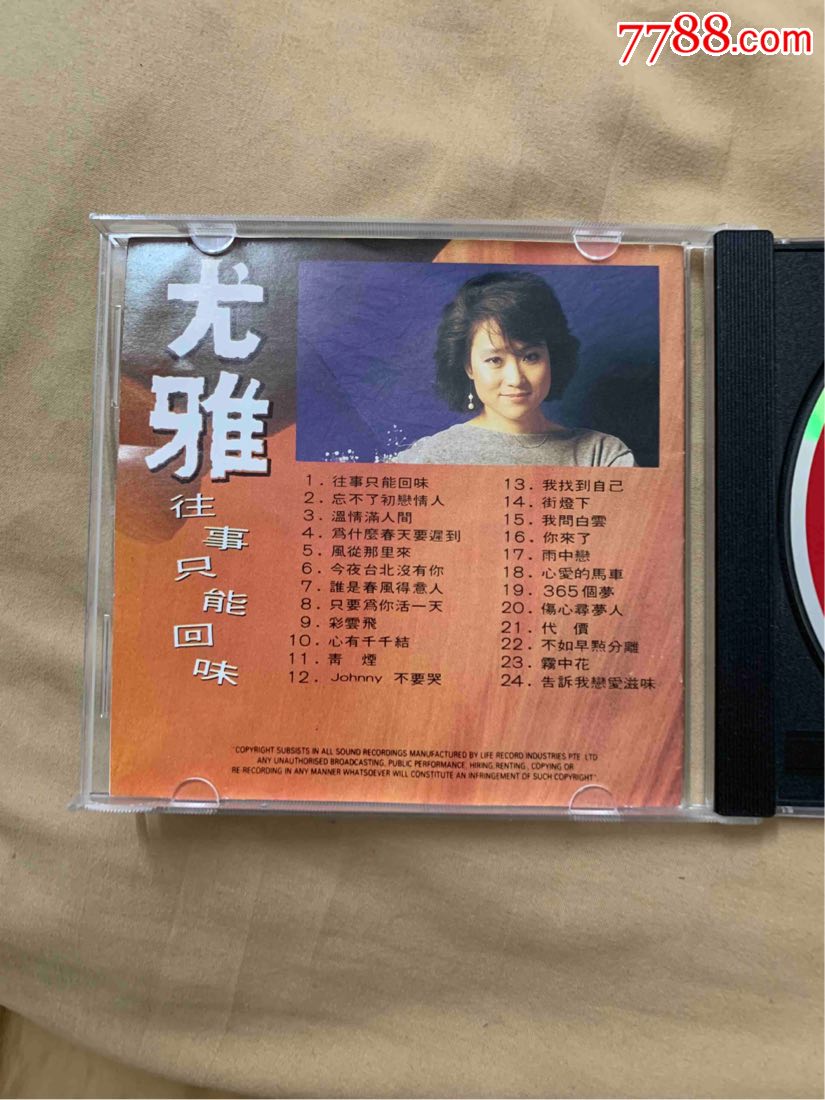 7788.com
尤雅
往事只能回味
1. 往事只能回味
2. 忘不了初戀情人
3. 溫情滿人間
4. 爲什麼春天要遲到
5. 風從那里來
6. 今夜台北沒有你
7. 誰是春風得意人
8. 只要爲你活一天
9. 彩雲飛
10. 心有千千結
11. 靑 煙
12. Johnny 不要哭
13. 我找到自己
14. 街燈下
15. 我問白雲
16. 你來了
17. 雨中戀
18. 心愛的馬車
19. 365個夢
20. 傷心尋夢人
21. 代 價
22. 不如早點分離
23. 霧中花
24. 告訴我戀愛滋味
"COPYRIGHT SUBSISTS IN ALL SOUND RECORDINGS MANUFACTURED BY LIFE RECORD INDUSTRIES PTE. LTD.
ANY UNAUTHORISED BROADCASTING, PUBLIC PERFORMANCE, HIRING, RENTING, COPYING OR
RE-RECORDING IN ANY MANNER WHATSOEVER WILL CONSTITUTE AN INFRINGEMENT OF SUCH COPYRIGHT".